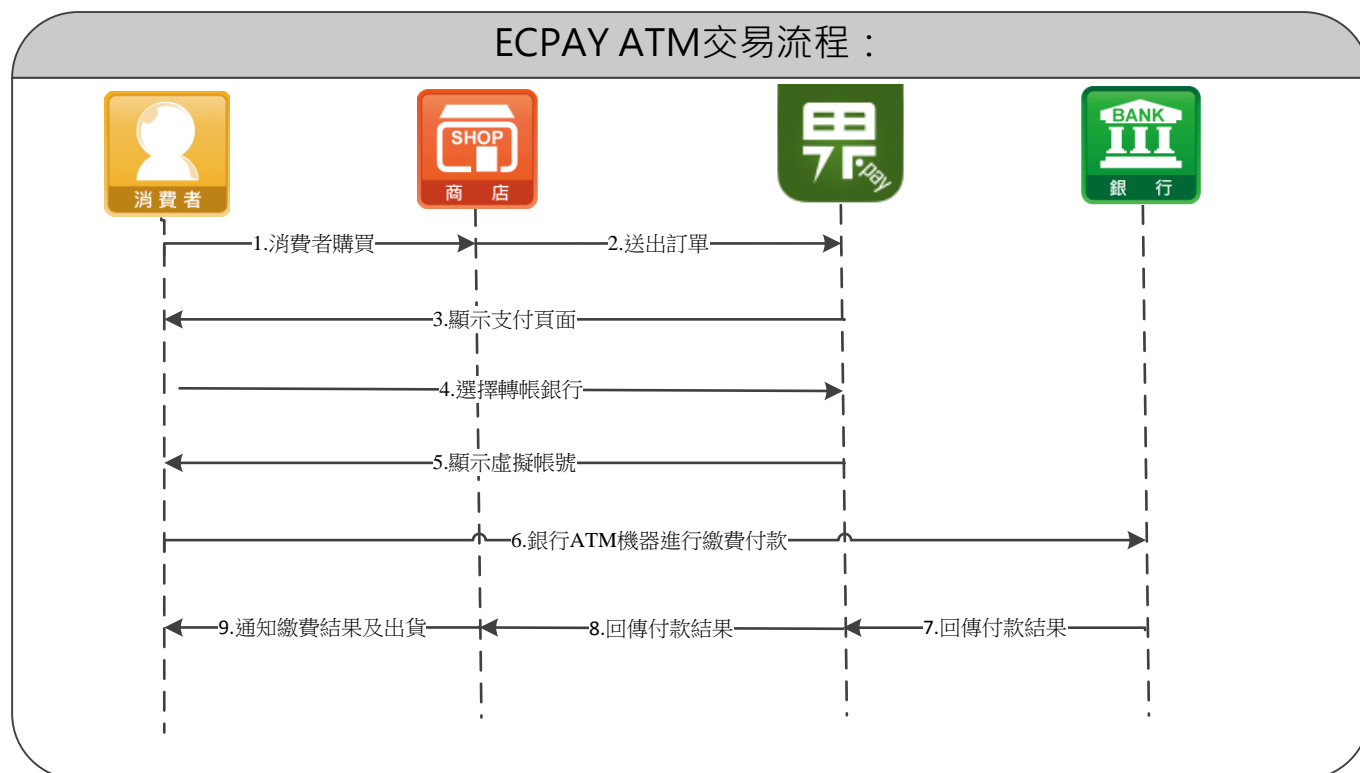 ECPAY ATM交易流程：
消費者
SHOP
商店
.pay
BANK
銀行
1.消費者購買
2.送出訂單
3.顯示支付頁面
4.選擇轉帳銀行
5.顯示虛擬帳號
6.銀行ATM機器進行繳費付款
9.通知繳費結果及出貨
8.回傳付款結果
7.回傳付款結果